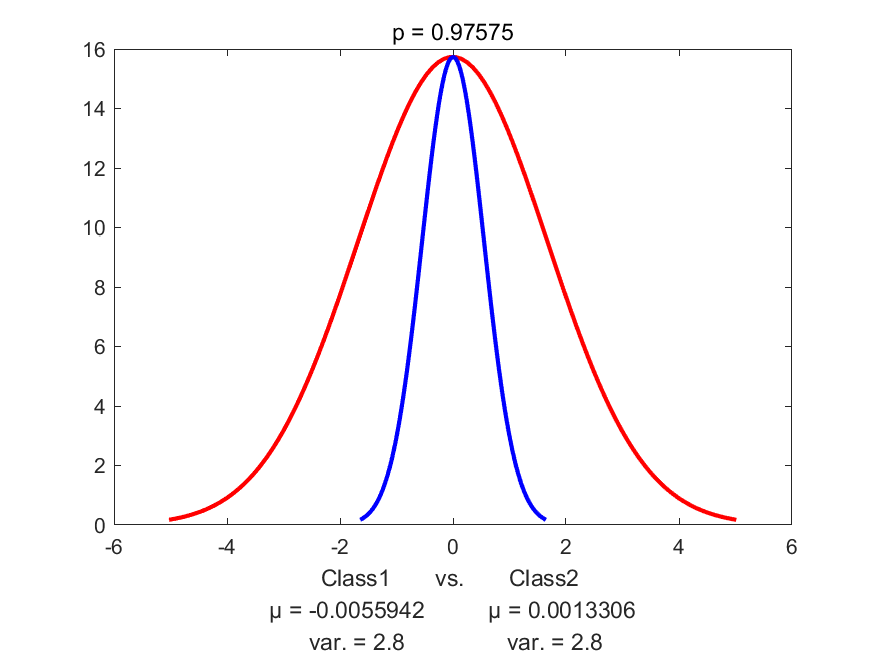 p = 0.97575
16
14
12
10
8
6
4
2
0
-6 -4 -2 0 2 4 6
Class1 vs. Class2
μ = -0.0055942 μ = 0.0013306
var. = 2.8 var. = 2.8